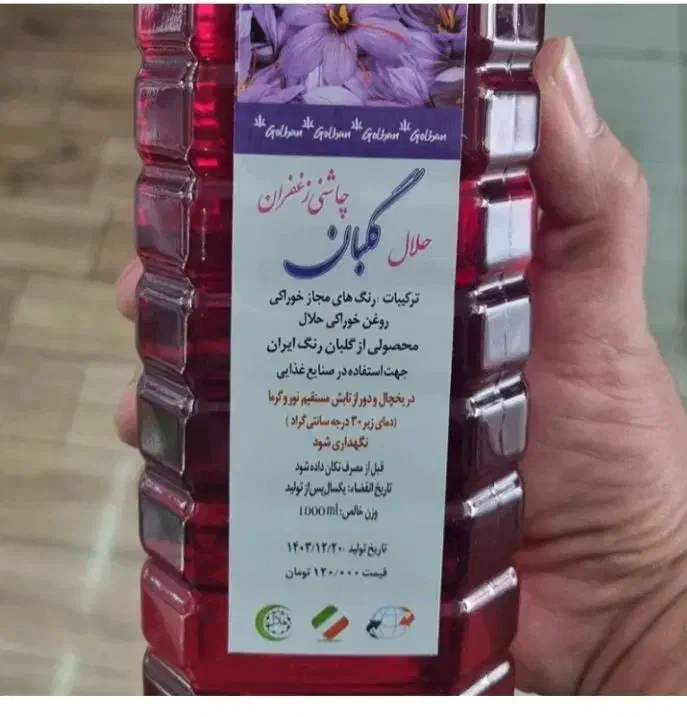 Golban Golban Golban Golban
چاشنی زعفران
حلال گلبان
ترکیبات : رنگ های مجاز خوراکی
روغن خوراکی حلال
محصولی از گلبان رنگ ایران
جهت استفاده در صنایع غذایی
در یخچال و دور از تابش مستقیم نور و گرما
(دمای زیر ۳۰ درجه سانتی گراد )
نگهداری شود
قبل از مصرف تکان داده شود
تاریخ انقضاء: یکسال پس از تولید
وزن خالص: 1000 ml
تاریخ تولید :۱۴۰۳/۱۲/۲۰
قیمت ۱۲۰/۰۰۰ تومان
حلال